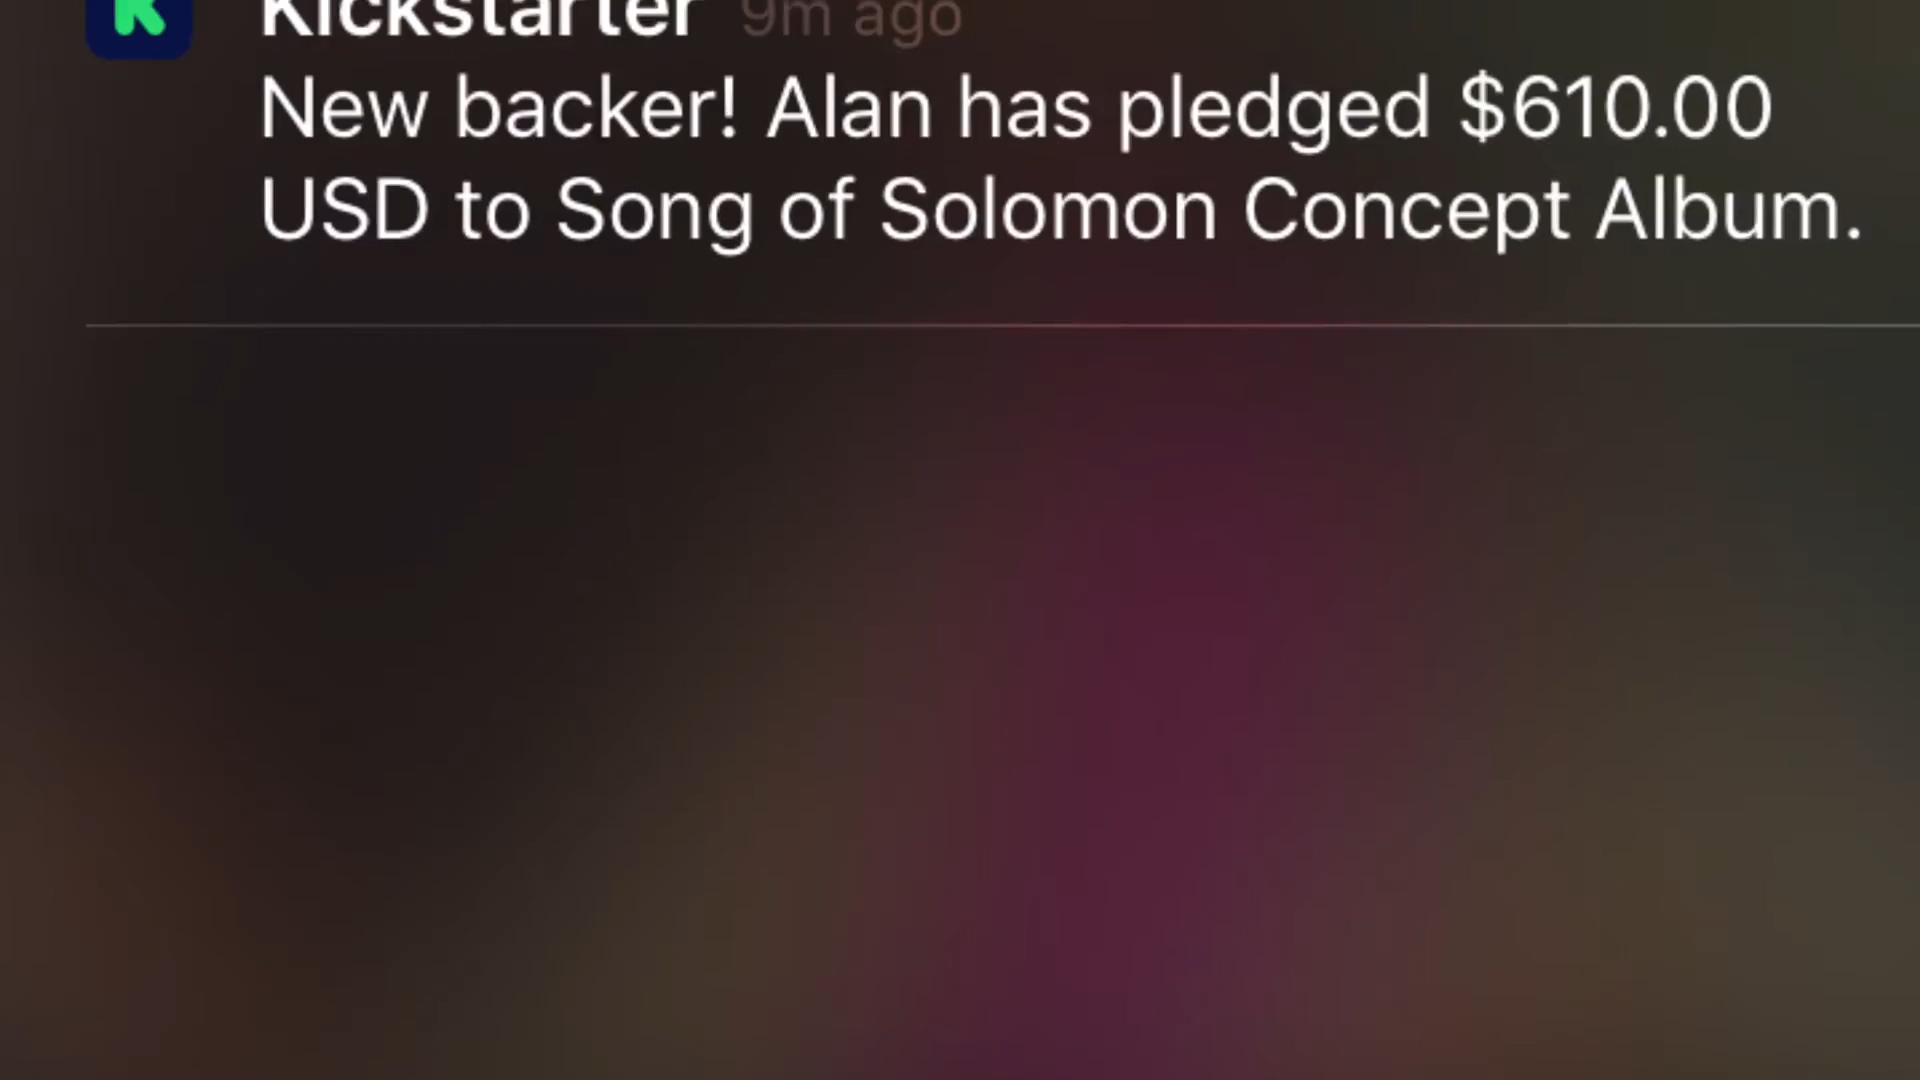 Kickstarter 9m ago
New backer! Alan has pledged $610.00
USD to Song of Solomon Concept Album.